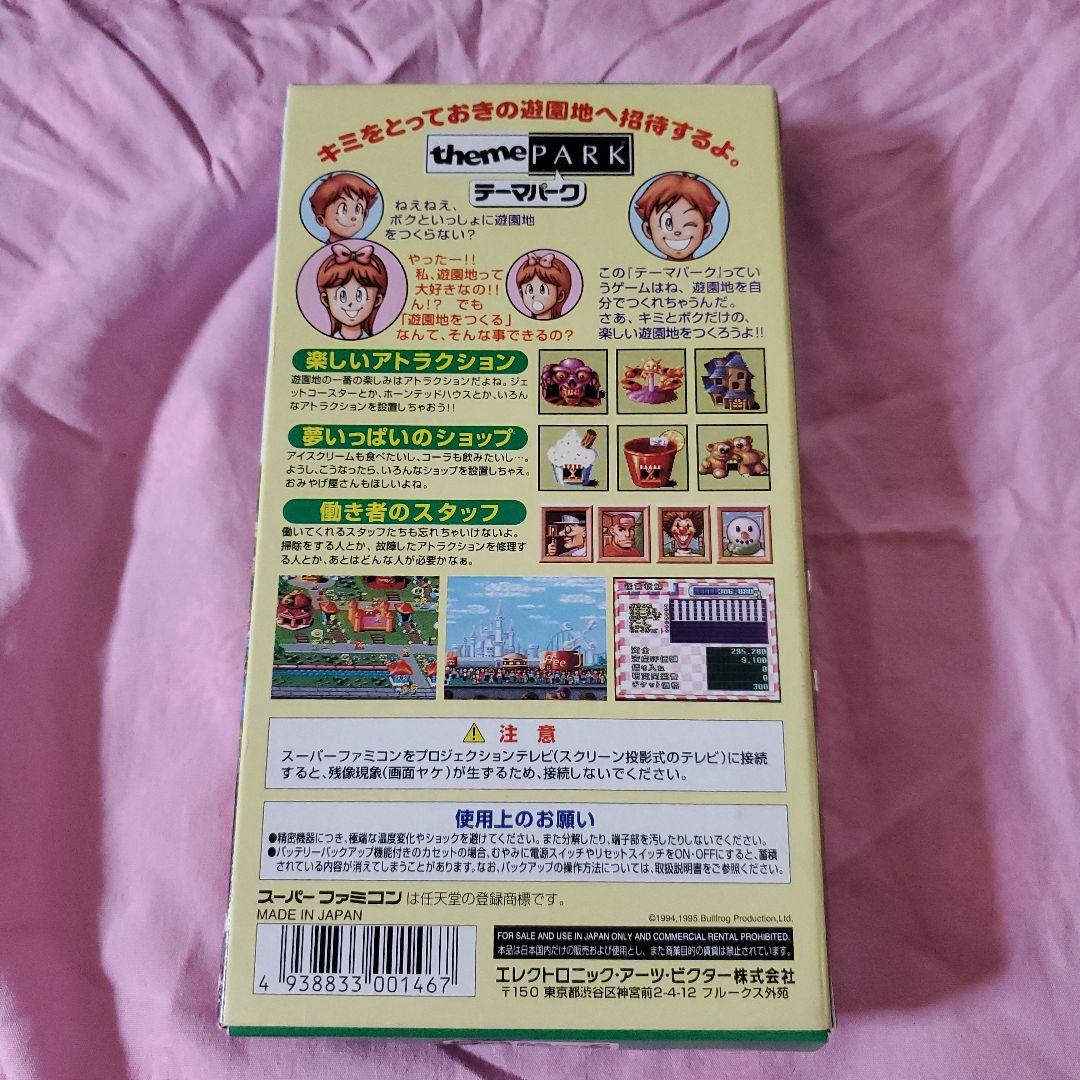 キミをとっておきの遊園地へ招待するよ。
theme PARK
テーマパーク
ねえねえ、
ボクといっしょに遊園地
をつくらない？
やったー!!
私、遊園地って
大好きなの!!
ん!? でも
「遊園地をつくる」
なんて、そんな事できるの？
この「テーマパーク」ってい
うゲームはね、遊園地を自
分でつくれちゃうんだ。
さあ、キミとボクだけの、
楽しい遊園地をつくろうよ!!
楽しいアトラクション
遊園地の一番の楽しみはアトラクションだよね。ジェ
ットコースターとか、ホーンテッドハウスとか、いろん
なアトラクションを設置しちゃおう!!
夢いっぱいのショップ
アイスクリームも食べたいし、コーラも飲みたいし…。
ようし、こうなったら、いろんなショップを設置しちゃえ。
おみやげ屋さんもほしいよね。
働き者のスタッフ
働いてくれるスタッフたちも忘れちゃいけないよ。
掃除をする人とか、故障したアトラクションを修理す
る人とか、あとはどんな人が必要かなぁ。
資金 295,280
9,100
0
0
チケット価格 300
注意
スーパーファミコンをプロジェクションテレビ(スクリーン投影式のテレビ)に接続
すると、残像現象(画面ヤケ)が生ずるため、接続しないでください。
使用上のお願い
●精密機器につき、極端な温度変化やショックを避けてください。また分解したり、端子部を汚したりしないでください。
●バッテリーバックアップ機能付きのカセットの場合、むやみに電源スイッチやリセットスイッチをON・OFFにすると、蓄積
されている内容が消えてしまうことがあります。なお、バックアップの操作方法については、取扱説明書をご参照ください。
スーパーファミコンは任天堂の登録商標です。
MADE IN JAPAN
©1994,1995 Bullfrog Production,Ltd.
FOR SALE AND USE IN JAPAN ONLY AND COMMERCIAL RENTAL PROHIBITED.
本品は日本国内だけの販売および使用とし、また商業目的の賃貸は禁止されています。
4 938833 001467
エレクトロニック・アーツ・ビクター株式会社
〒150 東京都渋谷区神宮前2-4-12 フルークス外苑